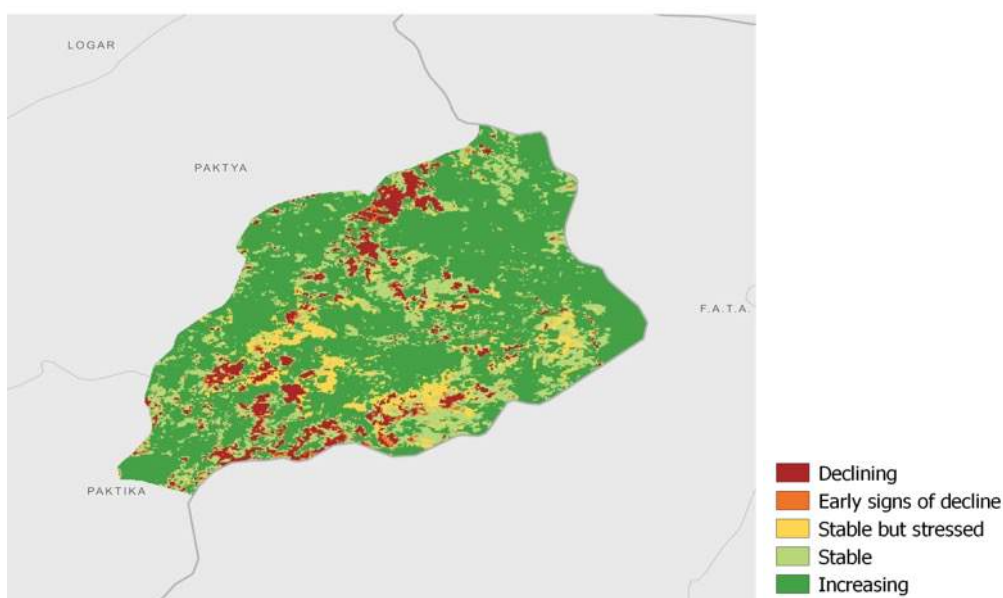 LOGAR
PAKTYA
F.A.T.A.
PAKTIKA
Declining
Early signs of decline
Stable but stressed
Stable
Increasing